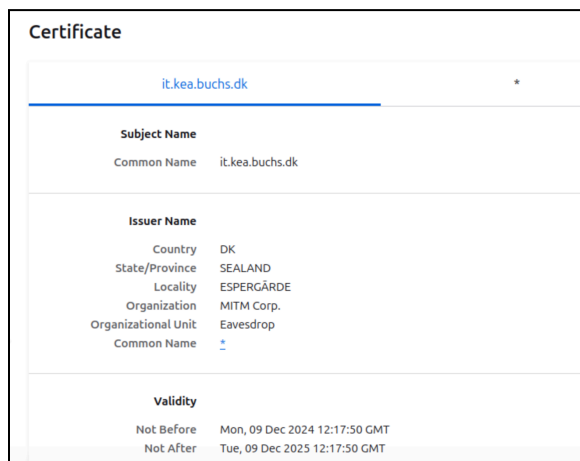 Certificate
it.kea.buchs.dk *
Subject Name
Common Name it.kea.buchs.dk
Issuer Name
Country DK
State/Province SEALAND
Locality ESPERGÄRDE
Organization MITM Corp.
Organizational Unit Eavesdrop
Common Name *
Validity
Not Before Mon, 09 Dec 2024 12:17:50 GMT
Not After Tue, 09 Dec 2025 12:17:50 GMT